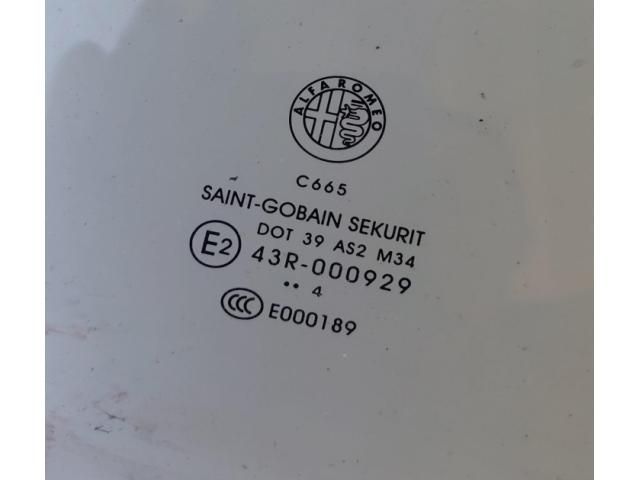 ALFA ROMEO
C665
SAINT-GOBAIN SEKURIT
DOT 39 AS2 M34
E2 43R-000929
•• 4
CCC E000189